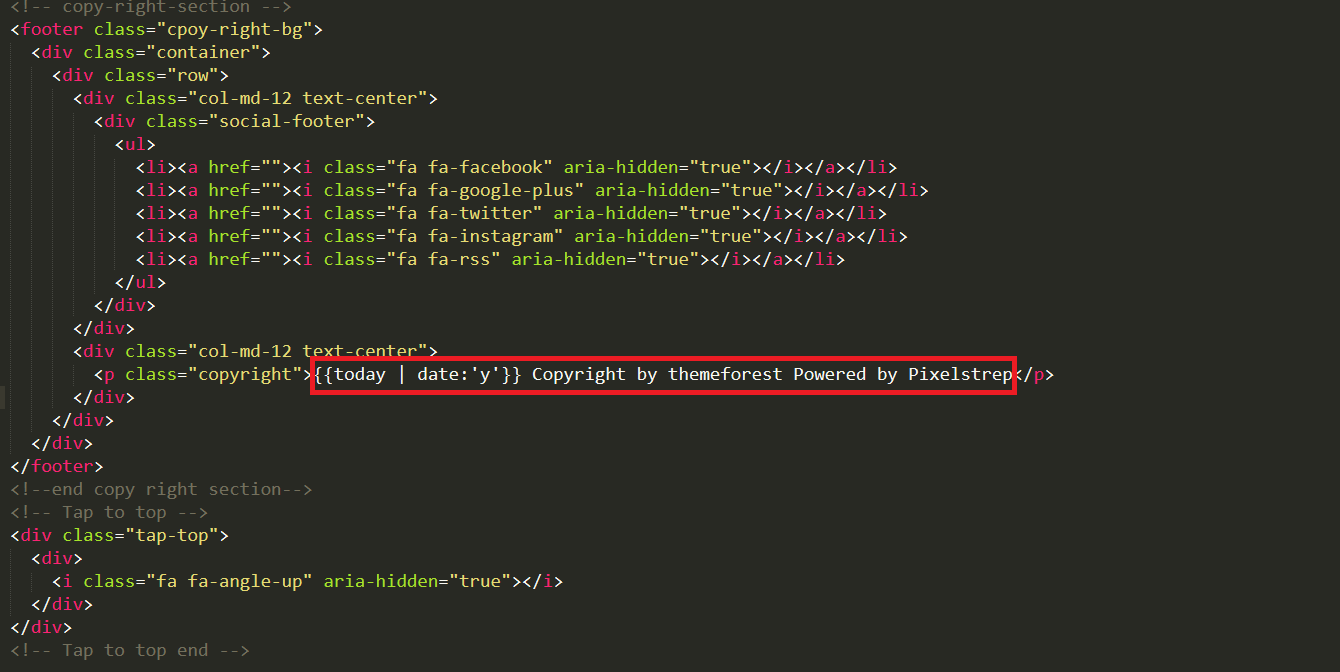 <!-- copy-right-section -->
<footer class="cpoy-right-bg">
<div class="container">
<div class="row">
<div class="col-md-12 text-center">
<div class="social-footer">
<ul>
<li><a href=""><i class="fa fa-facebook" aria-hidden="true"></i></a></li>
<li><a href=""><i class="fa fa-google-plus" aria-hidden="true"></i></a></li>
<li><a href=""><i class="fa fa-twitter" aria-hidden="true"></i></a></li>
<li><a href=""><i class="fa fa-instagram" aria-hidden="true"></i></a></li>
<li><a href=""><i class="fa fa-rss" aria-hidden="true"></i></a></li>
</ul>
</div>
</div>
<div class="col-md-12 text-center">
<p class="copyright">{{today | date:'y'}} Copyright by themeforest Powered by Pixelstrep</p>
</div>
</div>
</div>
</footer>
<!--end copy right section-->
<!-- Tap to top -->
<div class="tap-top">
<div>
<i class="fa fa-angle-up" aria-hidden="true"></i>
</div>
</div>
<!-- Tap to top end -->